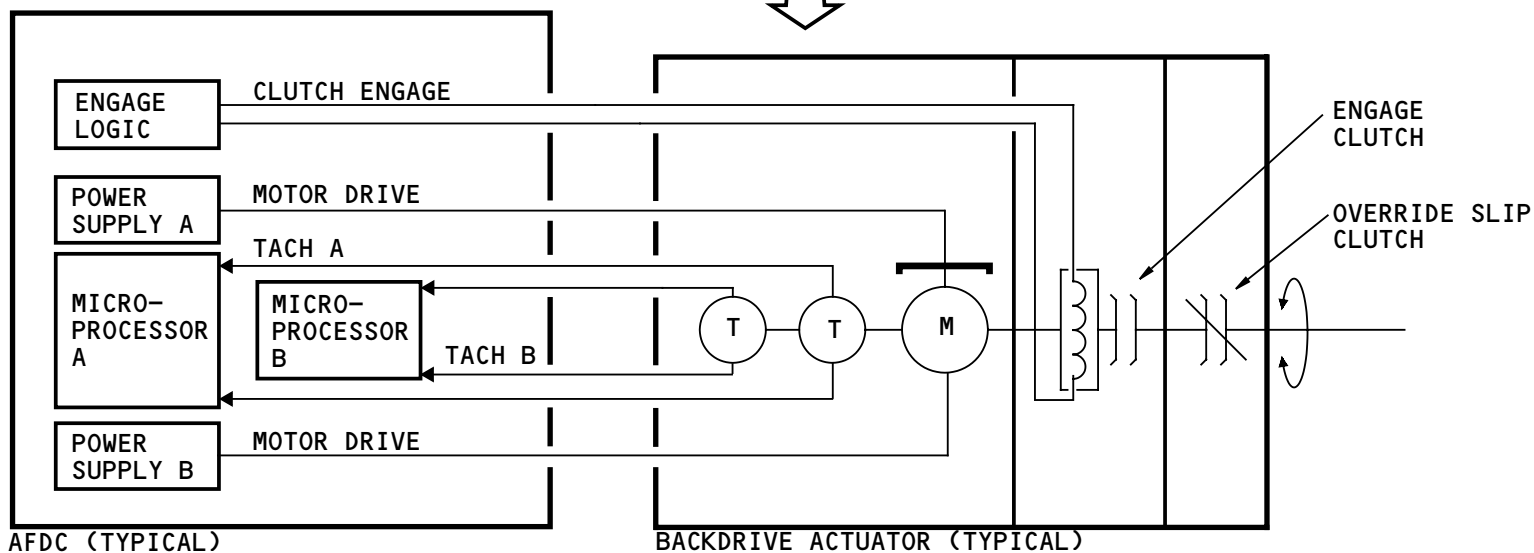 ENGAGE
LOGIC
CLUTCH ENGAGE
POWER
SUPPLY A
MOTOR DRIVE
TACH A
MICRO-
PROCESSOR
A
MICRO-
PROCESSOR
B
TACH B
POWER
SUPPLY B
MOTOR DRIVE
AFDC (TYPICAL)
T
T
M
ENGAGE
CLUTCH
OVERRIDE SLIP
CLUTCH
BACKDRIVE ACTUATOR (TYPICAL)